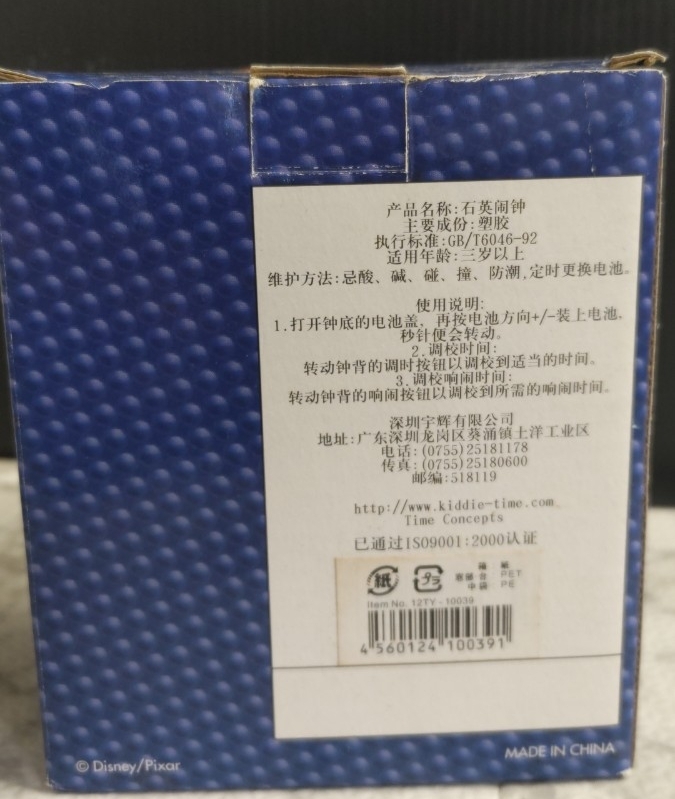 产品名称:石英闹钟
主要成份:塑胶
执行标准:GB/T6046-92
适用年龄:三岁以上
维护方法:忌酸、碱、碰、撞、防潮,定时更换电池。
使用说明:
1.打开钟底的电池盖、再按电池方向+/-装上电池.
秒针便会转动。
2.调校时间:
转动钟背的调时按钮以调校到适当的时间。
3.调校响闹时间:
转动钟背的响闹按钮以调校到所需的响闹时间。
深圳宇辉有限公司
地址:广东深圳龙岗区葵涌镇土洋工业区
电话:(0755)25181178
传真:(0755)25180600
邮编:518119
http://www.kiddie-time.com
Time Concepts
已通过ISO9001:2000认证
紙
プラ
箱 紙
台 PET
中袋 PE
Item No. 12TY-10039
4 560124 100391
© Disney/Pixar
MADE IN CHINA